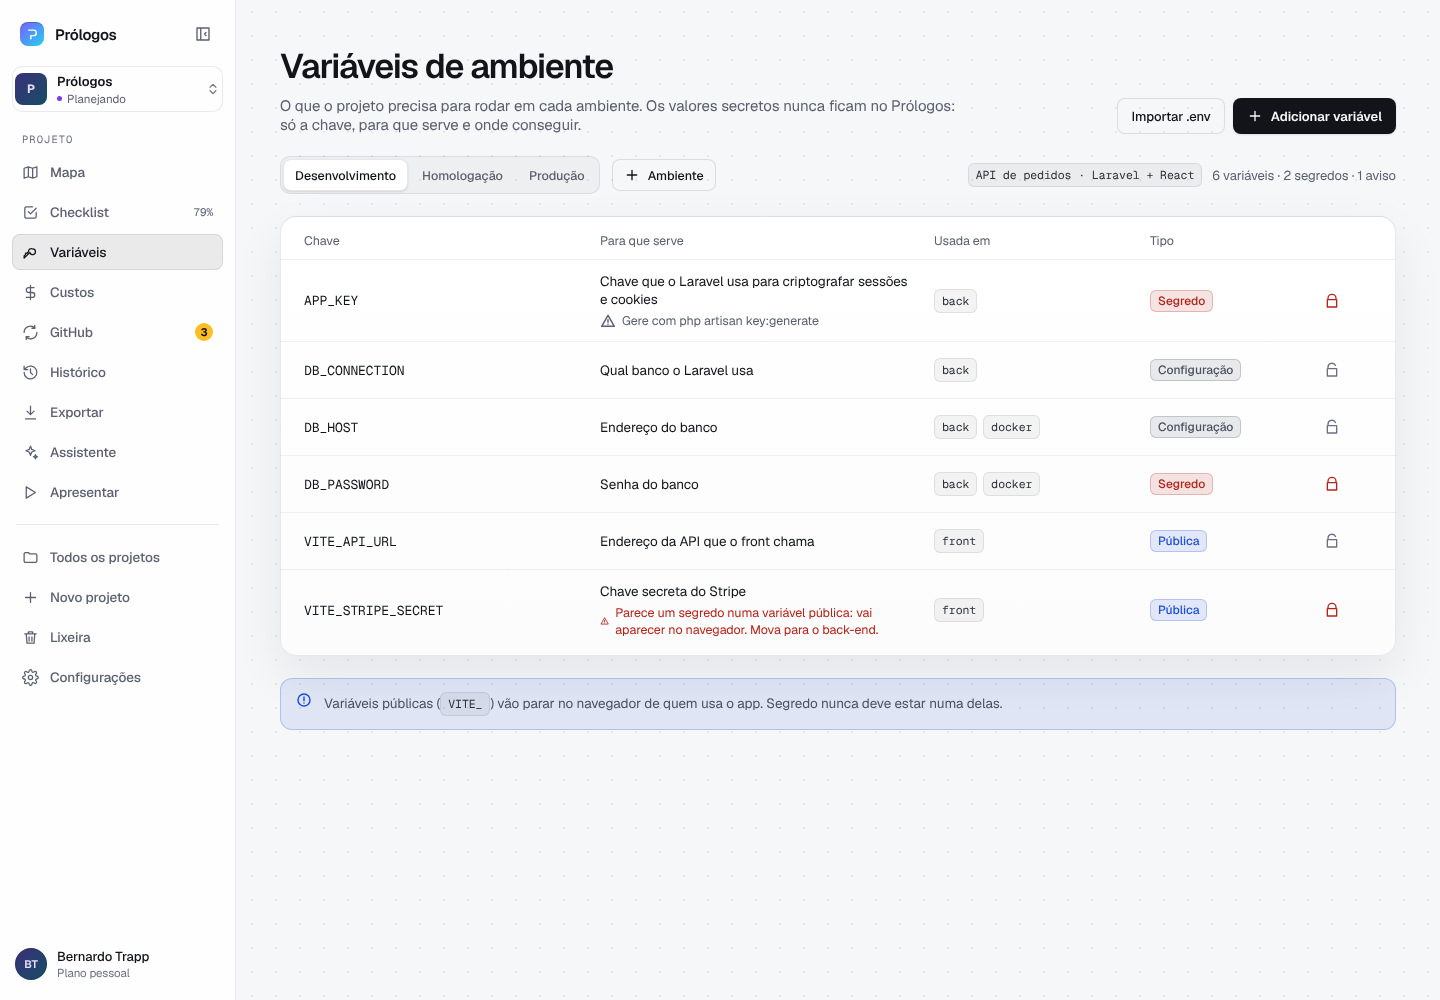 Prólogos
P
Prólogos
Planejando
PROJETO
Mapa
Checklist 79%
Variáveis
Custos
GitHub 3
Histórico
Exportar
Assistente
Apresentar
Todos os projetos
Novo projeto
Lixeira
Configurações
BT
Bernardo Trapp
Plano pessoal
Variáveis de ambiente
O que o projeto precisa para rodar em cada ambiente. Os valores secretos nunca ficam no Prólogos:
só a chave, para que serve e onde conseguir.
Importar .env
Adicionar variável
Desenvolvimento Homologação Produção
Ambiente
API de pedidos · Laravel + React
6 variáveis · 2 segredos · 1 aviso
Chave Para que serve Usada em Tipo
APP_KEY
Chave que o Laravel usa para criptografar sessões
e cookies
Gere com php artisan key:generate
back
Segredo
DB_CONNECTION Qual banco o Laravel usa back Configuração
DB_HOST Endereço do banco back docker Configuração
DB_PASSWORD Senha do banco back docker Segredo
VITE_API_URL Endereço da API que o front chama front Pública
VITE_STRIPE_SECRET
Chave secreta do Stripe
Parece um segredo numa variável pública: vai
aparecer no navegador. Mova para o back-end.
front
Pública
Variáveis públicas ( VITE_ ) vão parar no navegador de quem usa o app. Segredo nunca deve estar numa delas.